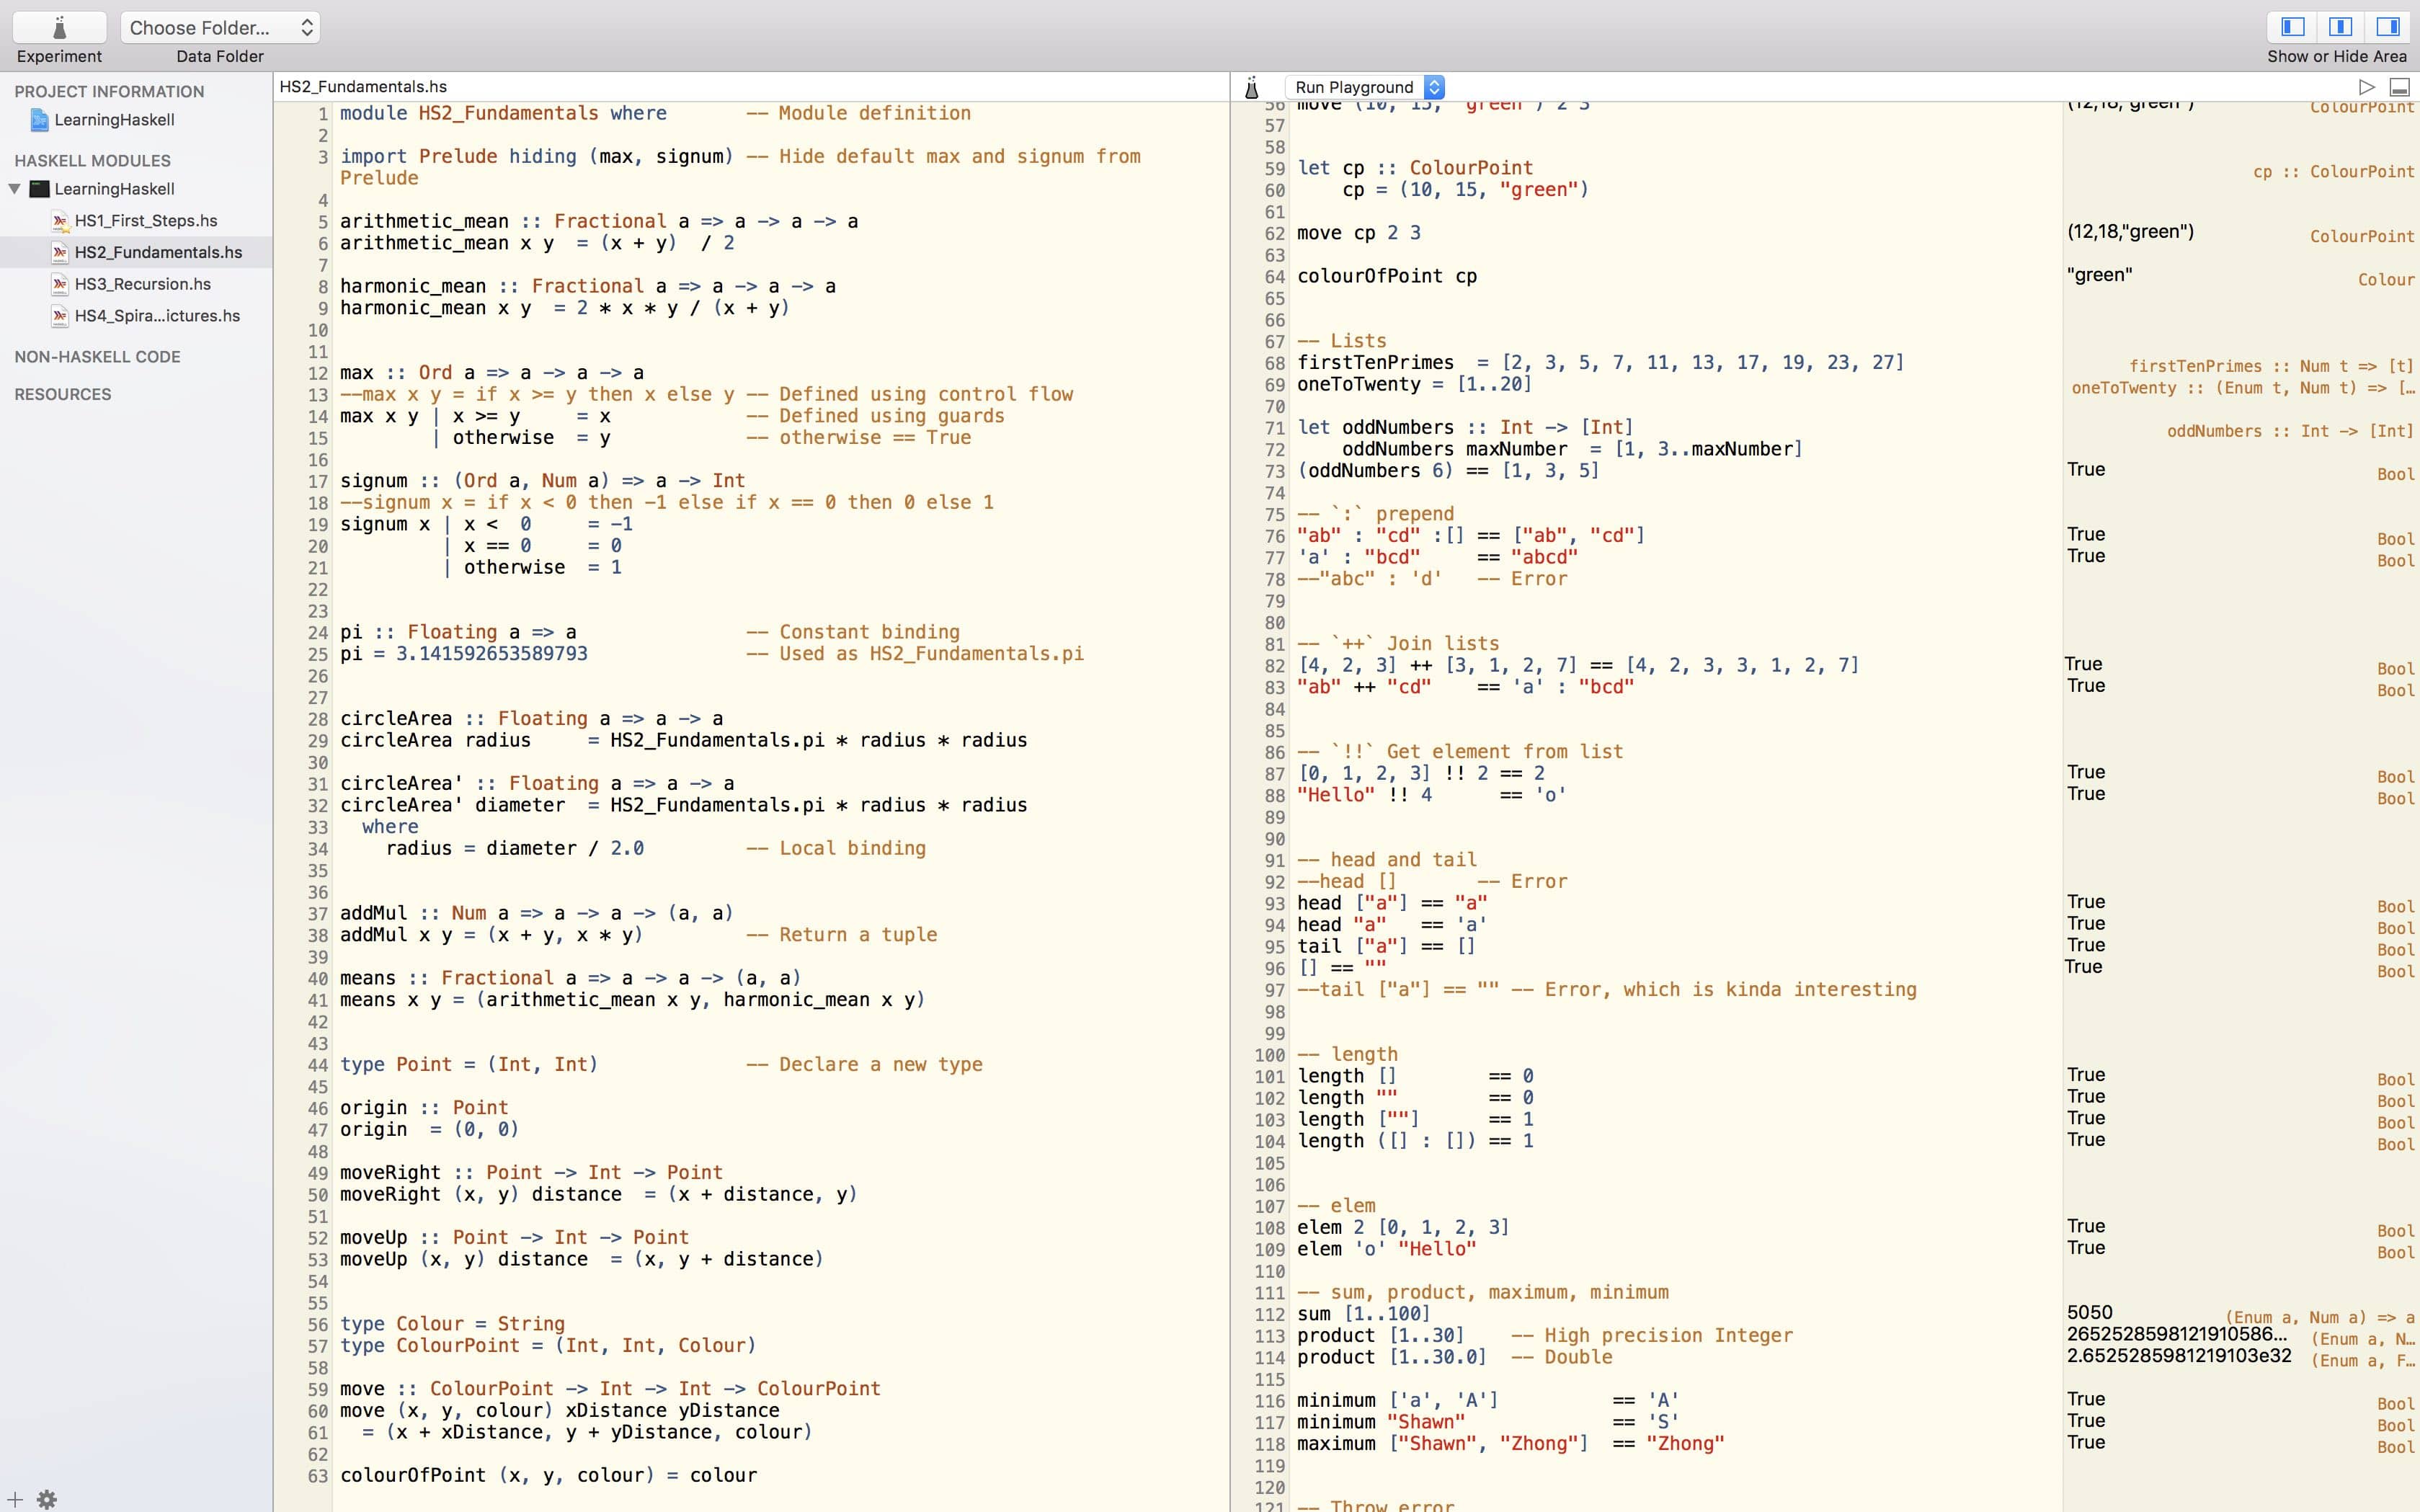 Experiment
Choose Folder...
Data Folder
Show or Hide Area
PROJECT INFORMATION
LearningHaskell
HASKELL MODULES
LearningHaskell
HS1_First_Steps.hs
HS2_Fundamentals.hs
HS3_Recursion.hs
HS4_Spira...ictures.hs
NON-HASKELL CODE
RESOURCES
HS2_Fundamentals.hs
1 module HS2_Fundamentals where       -- Module definition
2
3 import Prelude hiding (max, signum) -- Hide default max and signum from
Prelude
4
5 arithmetic_mean :: Fractional a => a -> a -> a
6 arithmetic_mean x y  = (x + y)  / 2
7
8 harmonic_mean :: Fractional a => a -> a -> a
9 harmonic_mean x y  = 2 * x * y / (x + y)
10
11
12 max :: Ord a => a -> a -> a
13 --max x y = if x >= y then x else y -- Defined using control flow
14 max x y | x >= y     = x            -- Defined using guards
15         | otherwise  = y            -- otherwise == True
16
17 signum :: (Ord a, Num a) => a -> Int
18 --signum x = if x < 0 then -1 else if x == 0 then 0 else 1
19 signum x | x <  0     = -1
20          | x == 0     = 0
21          | otherwise  = 1
22
23
24 pi :: Floating a => a               -- Constant binding
25 pi = 3.141592653589793              -- Used as HS2_Fundamentals.pi
26
27
28 circleArea :: Floating a => a -> a
29 circleArea radius     = HS2_Fundamentals.pi * radius * radius
30
31 circleArea' :: Floating a => a -> a
32 circleArea' diameter  = HS2_Fundamentals.pi * radius * radius
33   where
34     radius = diameter / 2.0         -- Local binding
35
36
37 addMul :: Num a => a -> a -> (a, a)
38 addMul x y = (x + y, x * y)         -- Return a tuple
39
40 means :: Fractional a => a -> a -> (a, a)
41 means x y = (arithmetic_mean x y, harmonic_mean x y)
42
43
44 type Point = (Int, Int)             -- Declare a new type
45
46 origin :: Point
47 origin  = (0, 0)
48
49 moveRight :: Point -> Int -> Point
50 moveRight (x, y) distance  = (x + distance, y)
51
52 moveUp :: Point -> Int -> Point
53 moveUp (x, y) distance  = (x, y + distance)
54
55
56 type Colour = String
57 type ColourPoint = (Int, Int, Colour)
58
59 move :: ColourPoint -> Int -> Int -> ColourPoint
60 move (x, y, colour) xDistance yDistance
61   = (x + xDistance, y + yDistance, colour)
62
63 colourOfPoint (x, y, colour) = colour
Run Playground
56 move (10, 15, "green") 2 3 (12,18,"green") ColourPoint
57
58
59 let cp :: ColourPoint cp :: ColourPoint
60     cp = (10, 15, "green")
61
62 move cp 2 3 (12,18,"green") ColourPoint
63
64 colourOfPoint cp "green" Colour
65
66
67 -- Lists
68 firstTenPrimes  = [2, 3, 5, 7, 11, 13, 17, 19, 23, 27] firstTenPrimes :: Num t => [t]
69 oneToTwenty = [1..20] oneToTwenty :: (Enum t, Num t) => [...
70
71 let oddNumbers :: Int -> [Int] oddNumbers :: Int -> [Int]
72     oddNumbers maxNumber  = [1, 3..maxNumber]
73 (oddNumbers 6) == [1, 3, 5] True Bool
74
75 -- `:` prepend
76 "ab" : "cd" :[] == ["ab", "cd"] True Bool
77 'a' : "bcd"     == "abcd" True Bool
78 --"abc" : 'd'   -- Error
79
80
81 -- `++` Join lists
82 [4, 2, 3] ++ [3, 1, 2, 7] == [4, 2, 3, 3, 1, 2, 7] True Bool
83 "ab" ++ "cd"    == 'a' : "bcd" True Bool
84
85
86 -- `!!` Get element from list
87 [0, 1, 2, 3] !! 2 == 2 True Bool
88 "Hello" !! 4      == 'o' True Bool
89
90
91 -- head and tail
92 --head []       -- Error
93 head ["a"] == "a" True Bool
94 head "a"   == 'a' True Bool
95 tail ["a"] == [] True Bool
96 [] == "" True Bool
97 --tail ["a"] == "" -- Error, which is kinda interesting
98
99
100 -- length
101 length []        == 0 True Bool
102 length ""        == 0 True Bool
103 length [""]      == 1 True Bool
104 length ([] : []) == 1 True Bool
105
106
107 -- elem
108 elem 2 [0, 1, 2, 3] True Bool
109 elem 'o' "Hello" True Bool
110
111 -- sum, product, maximum, minimum
112 sum [1..100] 5050 (Enum a, Num a) => a
113 product [1..30]    -- High precision Integer 2652528598121910586... (Enum a, N...
114 product [1..30.0]  -- Double 2.6525285981219103e32 (Enum a, F...
115
116 minimum ['a', 'A']          == 'A' True Bool
117 minimum "Shawn"             == 'S' True Bool
118 maximum ["Shawn", "Zhong"]  == "Zhong" True Bool
119
120
121 -- Throw error